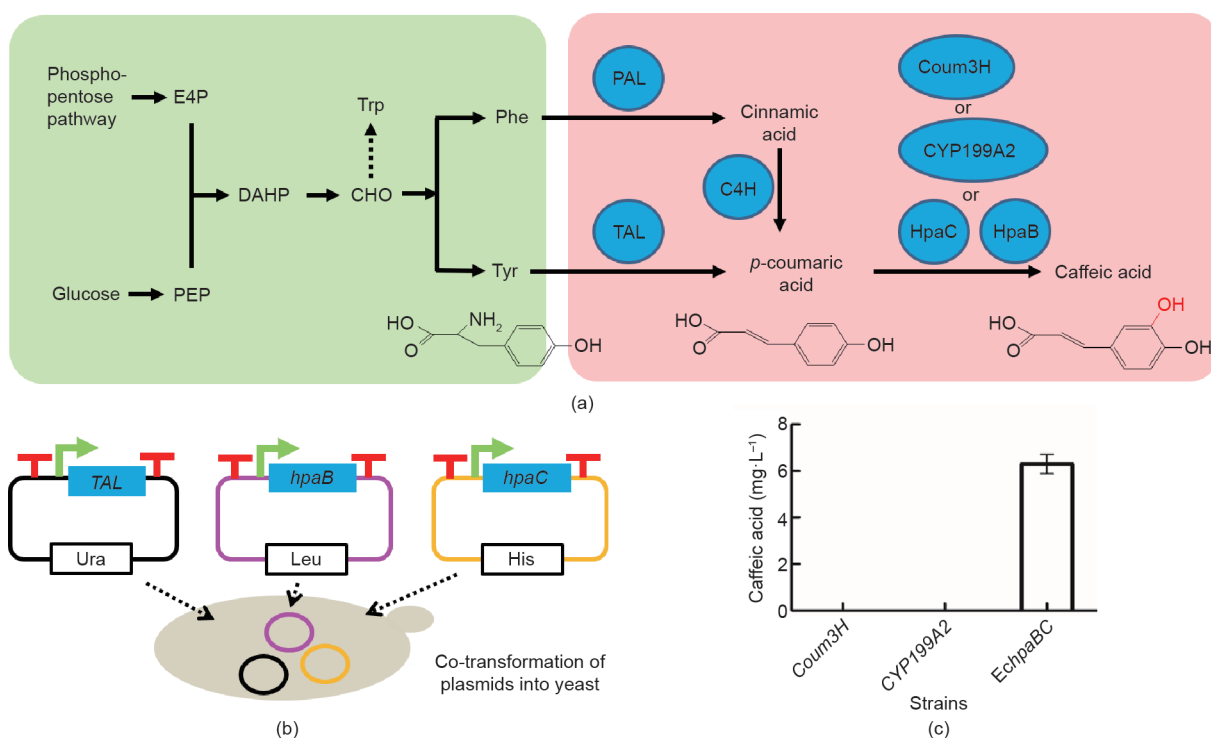 Phospho-
pentose
pathway
E4P
Trp
Phe
PAL
Cinnamic
acid
Coum3H
or
CYP199A2
or
DAHP
CHO
C4H
TAL
HpaC
HpaB
Glucose
PEP
Tyr
p-coumaric
acid
Caffeic acid
HO
O
NH2
OH
HO
O
OH
HO
O
OH
OH
(a)
TAL
Ura
hpaB
Leu
hpaC
His
Co-transformation of
plasmids into yeast
(b)
Caffeic acid (mg·L−1)
8
6
4
2
0
Coum3H
CYP199A2
EchpaBC
Strains
(c)